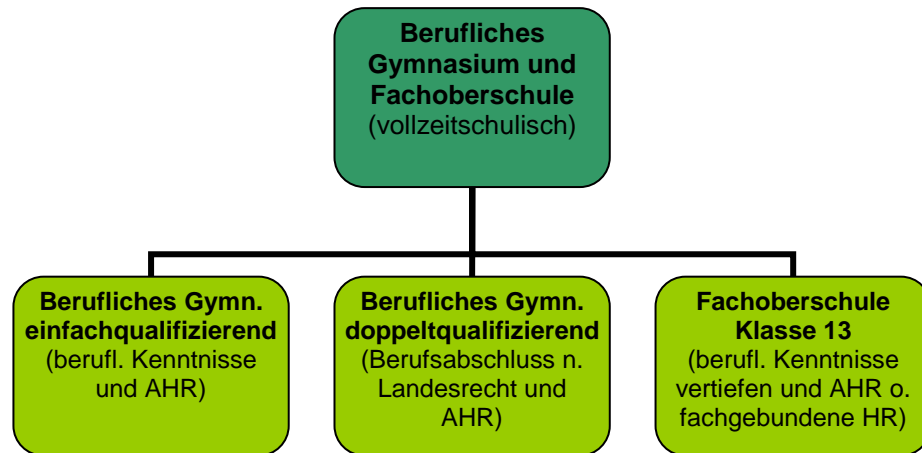 Berufliches
Gymnasium und
Fachoberschule
(vollzeitschulisch)
Berufliches Gymn.
einfachqualifizierend
(berufl. Kenntnisse
und AHR)
Berufliches Gymn.
doppeltqualifizierend
(Berufsabschluss n.
Landesrecht und
AHR)
Fachoberschule
Klasse 13
(berufl. Kenntnisse
vertiefen und AHR o.
fachgebundene HR)